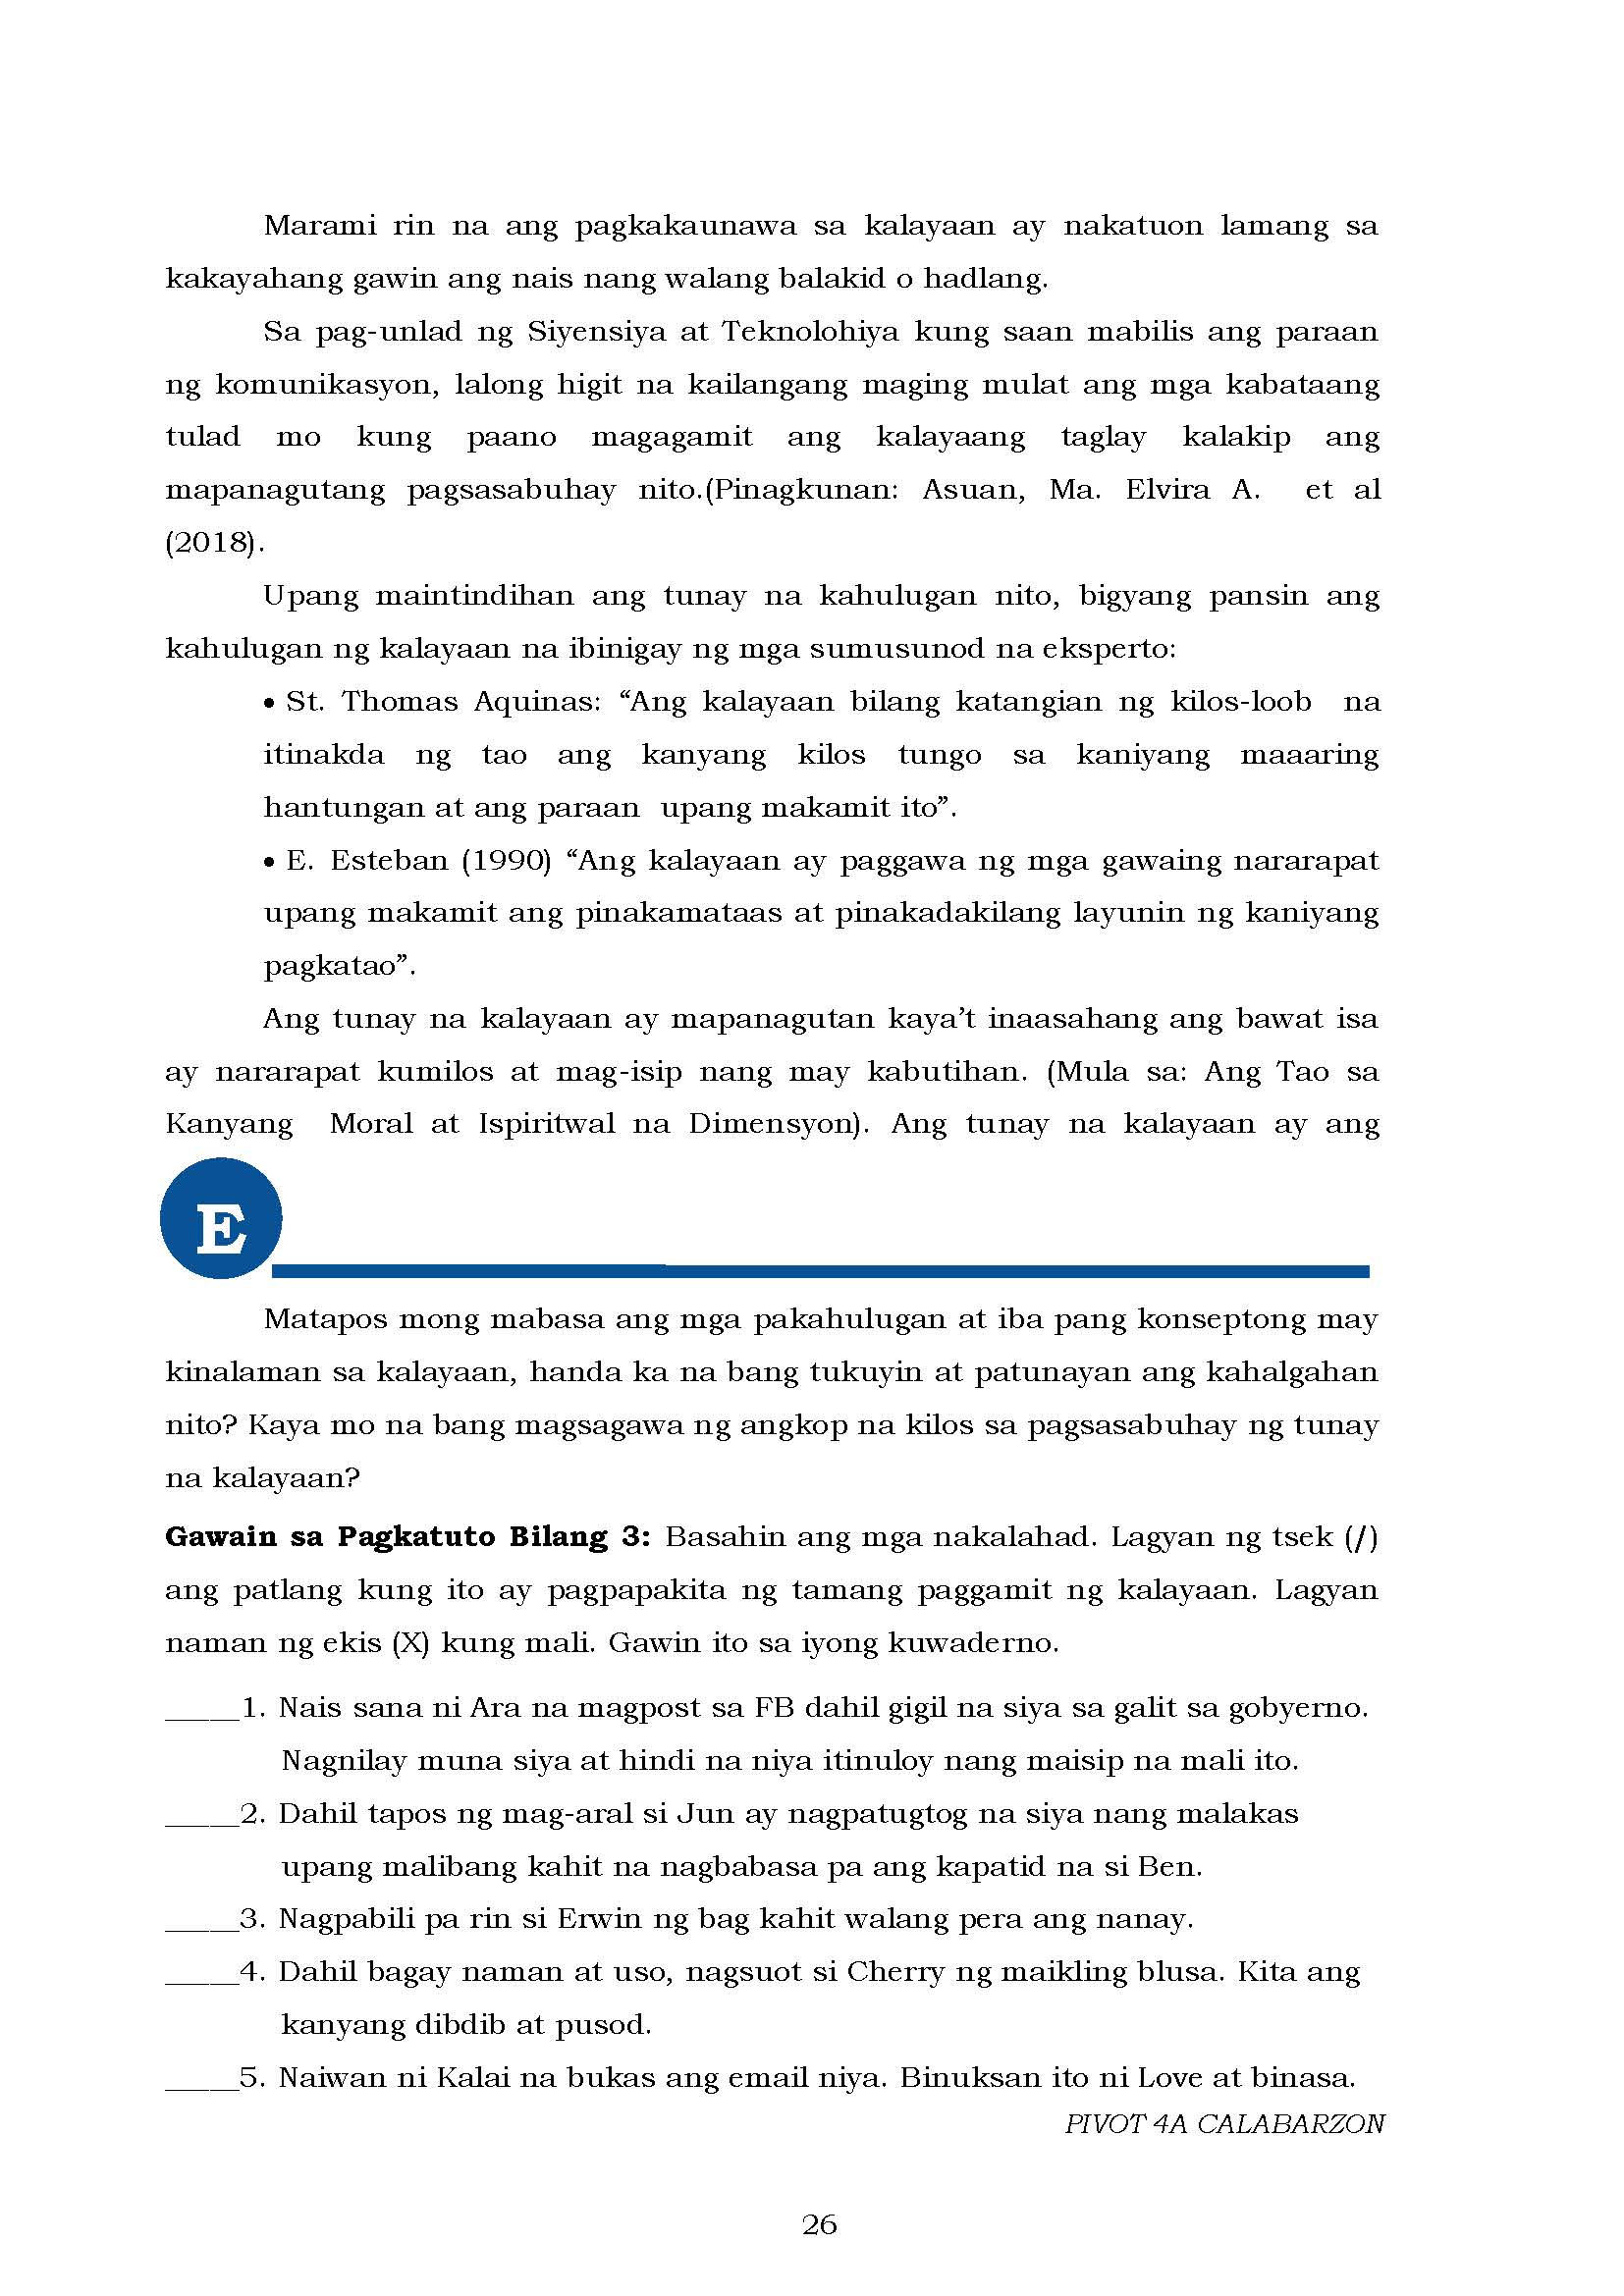 Marami rin na ang pagkakaunawa sa kalayaan ay nakatuon lamang sa
kakayahang gawin ang nais nang walang balakid o hadlang.
Sa pag-unlad ng Siyensiya at Teknolohiya kung saan mabilis ang paraan
ng komunikasyon, lalong higit na kailangang maging mulat ang mga kabataang
tulad mo kung paano magagamit ang kalayaang taglay kalakip ang
mapanagutang pagsasabuhay nito.(Pinagkunan: Asuan, Ma. Elvira A. et al
(2018).
Upang maintindihan ang tunay na kahulugan nito, bigyang pansin ang
kahulugan ng kalayaan na ibinigay ng mga sumusunod na eksperto:
• St. Thomas Aquinas: “Ang kalayaan bilang katangian ng kilos-loob na
itinakda ng tao ang kanyang kilos tungo sa kaniyang maaaring
hantungan at ang paraan upang makamit ito”.
• E. Esteban (1990) “Ang kalayaan ay paggawa ng mga gawaing nararapat
upang makamit ang pinakamataas at pinakadakilang layunin ng kaniyang
pagkatao”.
Ang tunay na kalayaan ay mapanagutan kaya’t inaasahang ang bawat isa
ay nararapat kumilos at mag-isip nang may kabutihan. (Mula sa: Ang Tao sa
Kanyang Moral at Ispiritwal na Dimensyon). Ang tunay na kalayaan ay ang
E
Matapos mong mabasa ang mga pakahulugan at iba pang konseptong may
kinalaman sa kalayaan, handa ka na bang tukuyin at patunayan ang kahalgahan
nito? Kaya mo na bang magsagawa ng angkop na kilos sa pagsasabuhay ng tunay
na kalayaan?
Gawain sa Pagkatuto Bilang 3: Basahin ang mga nakalahad. Lagyan ng tsek (/)
ang patlang kung ito ay pagpapakita ng tamang paggamit ng kalayaan. Lagyan
naman ng ekis (X) kung mali. Gawin ito sa iyong kuwaderno.
_____1. Nais sana ni Ara na magpost sa FB dahil gigil na siya sa galit sa gobyerno.
Nagnilay muna siya at hindi na niya itinuloy nang maisip na mali ito.
_____2. Dahil tapos ng mag-aral si Jun ay nagpatugtog na siya nang malakas
upang malibang kahit na nagbabasa pa ang kapatid na si Ben.
_____3. Nagpabili pa rin si Erwin ng bag kahit walang pera ang nanay.
_____4. Dahil bagay naman at uso, nagsuot si Cherry ng maikling blusa. Kita ang
kanyang dibdib at pusod.
_____5. Naiwan ni Kalai na bukas ang email niya. Binuksan ito ni Love at binasa.
PIVOT 4A CALABARZON
26